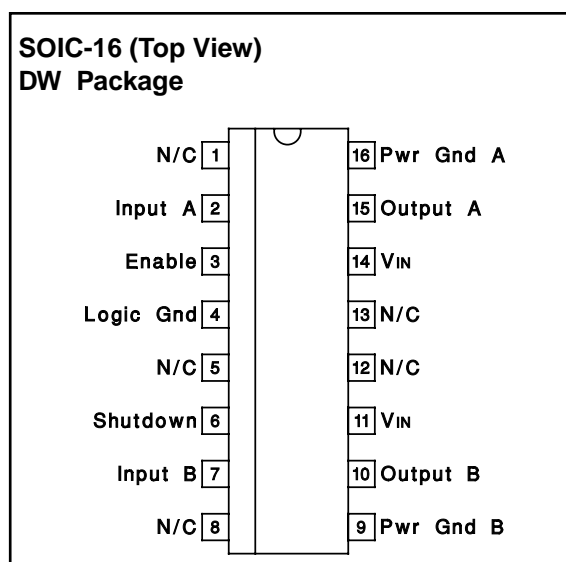 SOIC-16 (Top View)
DW Package
N/C 1 16 Pwr Gnd A
Input A 2 15 Output A
Enable 3 14 VIN
Logic Gnd 4 13 N/C
N/C 5 12 N/C
Shutdown 6 11 VIN
Input B 7 10 Output B
N/C 8 9 Pwr Gnd B